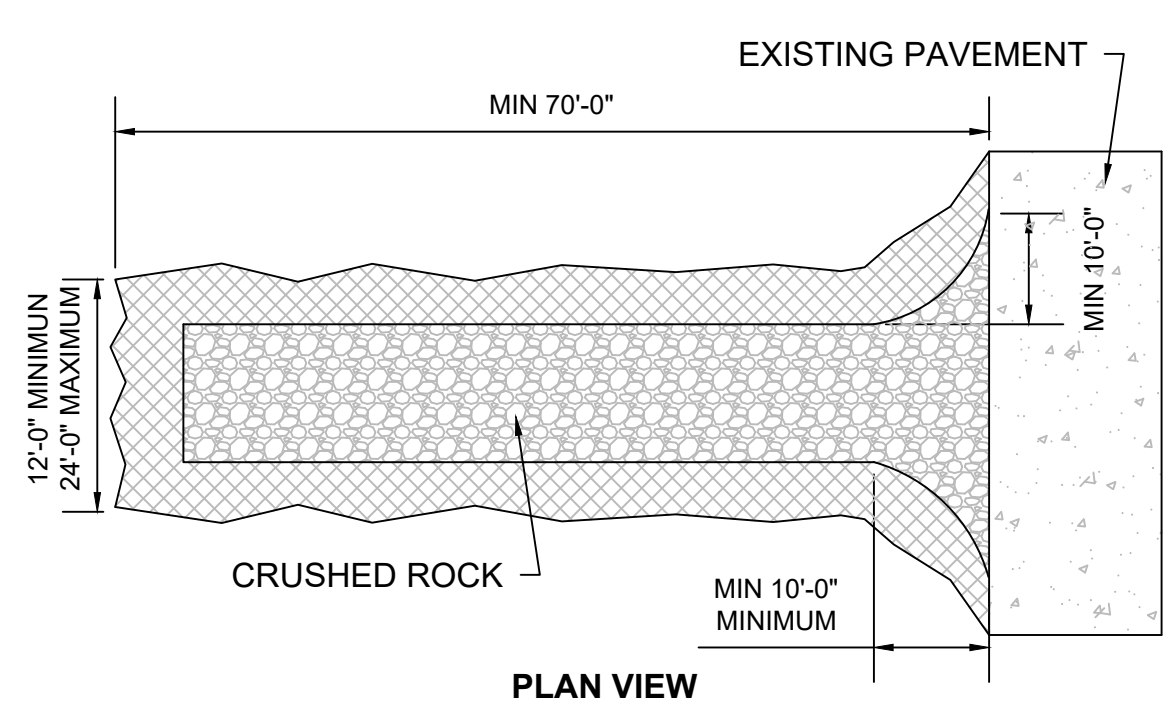 EXISTING PAVEMENT
MIN 70'-0"
MIN 10'-0"
12'-0" MINIMUN
24'-0" MAXIMUM
CRUSHED ROCK
MIN 10'-0"
MINIMUM
PLAN VIEW